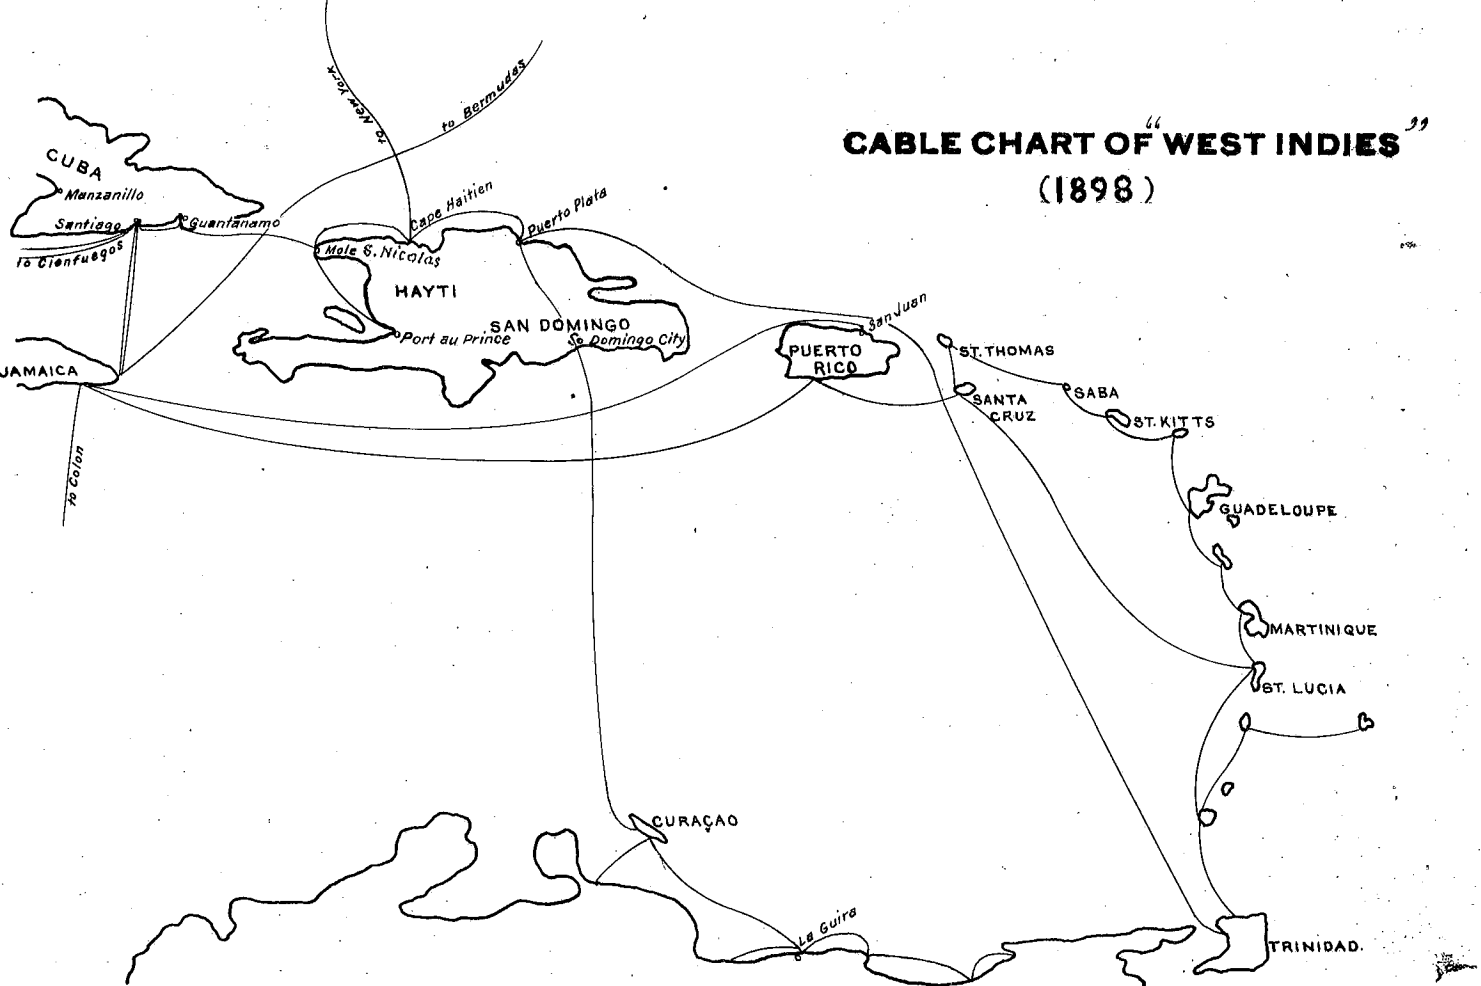 CABLE CHART OF "WEST INDIES"
(1898)
to New York
to Bermudas
CUBA
Manzanillo
Santiago
Guantanamo
to Cienfuegos
Cape Haitien
Puerto Plata
Mole S. Nicolas
HAYTI
SAN DOMINGO
Port au Prince
So Domingo City
San Juan
PUERTO
RICO
JAMAICA
to Colon
ST. THOMAS
SANTA
CRUZ
SABA
ST. KITTS
GUADELOUPE
MARTINIQUE
ST. LUCIA
CURAÇAO
La Guira
TRINIDAD.